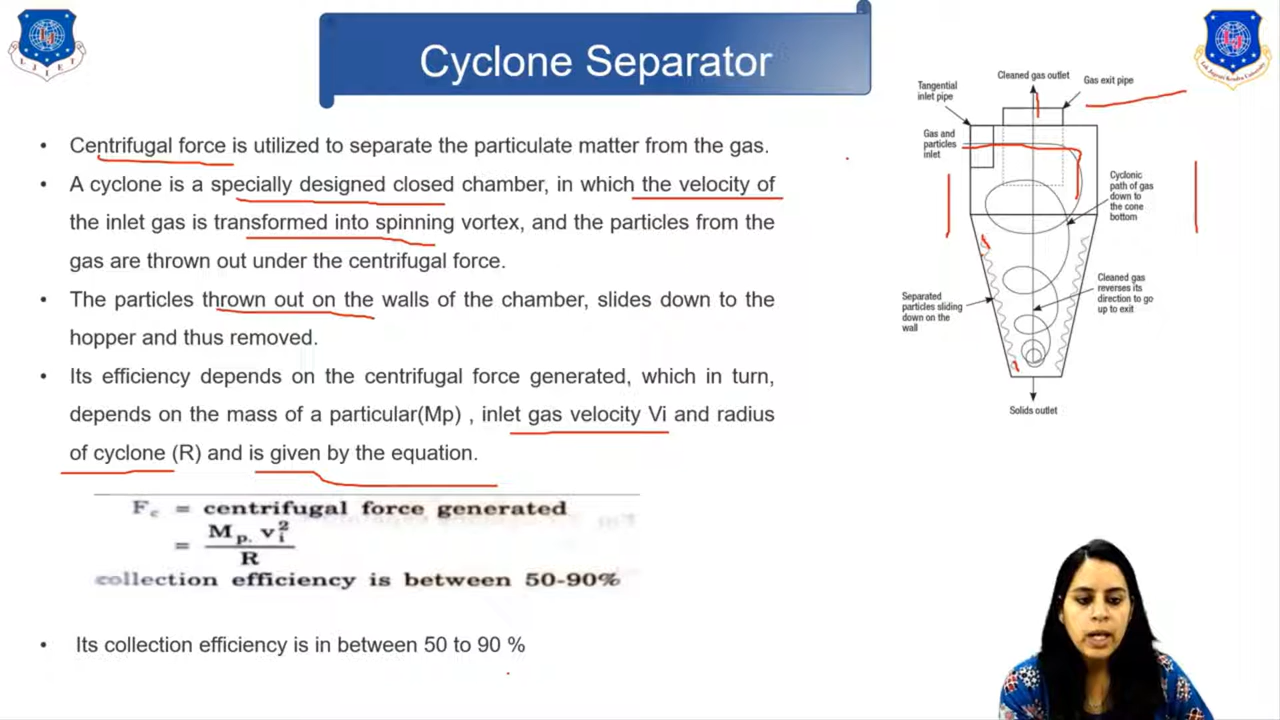 LJIET
Cyclone Separator
• Centrifugal force is utilized to separate the particulate matter from the gas.
• A cyclone is a specially designed closed chamber, in which the velocity of
the inlet gas is transformed into spinning vortex, and the particles from the
gas are thrown out under the centrifugal force.
• The particles thrown out on the walls of the chamber, slides down to the
hopper and thus removed.
• Its efficiency depends on the centrifugal force generated, which in turn,
depends on the mass of a particular(Mp) , inlet gas velocity Vi and radius
of cyclone (R) and is given by the equation.
Fc = centrifugal force generated
= Mp. vi²
R
collection efficiency is between 50-90%
• Its collection efficiency is in between 50 to 90 %
Cleaned gas outlet
Gas exit pipe
Tangential
inlet pipe
Gas and
particles
inlet
Cyclonic
path of gas
down to
the cone
bottom
Cleaned gas
reverses its
direction to go
up to exit
Separated
particles sliding
down on the
wall
Solids outlet